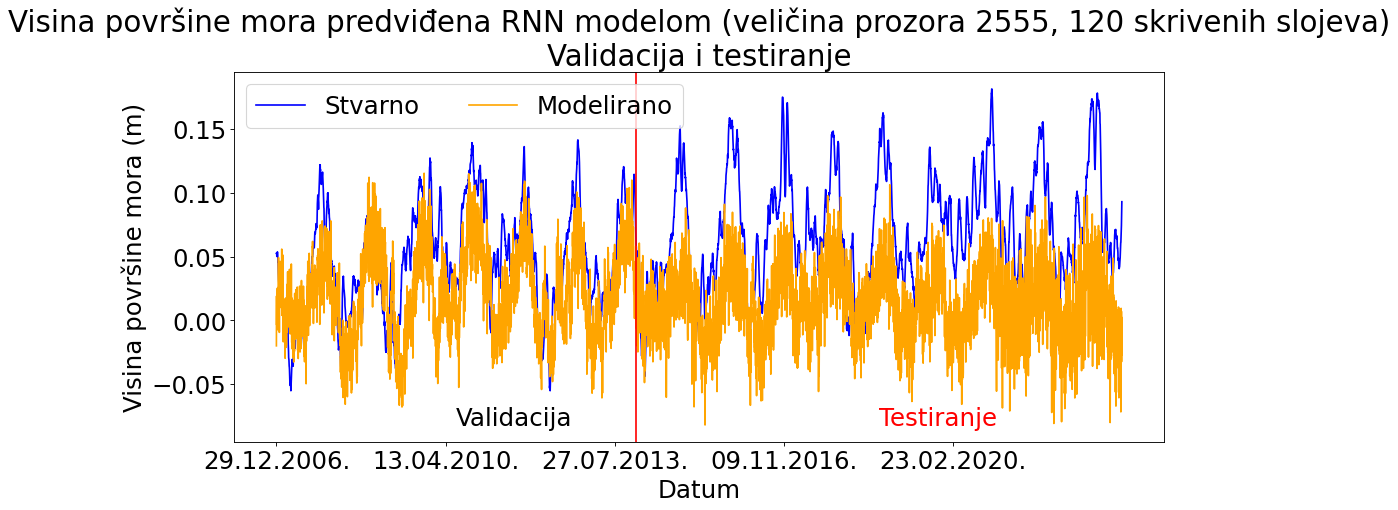 Visina površine mora predviđena RNN modelom (veličina prozora 2555, 120 skrivenih slojeva)
Validacija i testiranje
Stvarno
Modelirano
Visina površine mora (m)
0.15
0.10
0.05
0.00
−0.05
Validacija
Testiranje
29.12.2006.
13.04.2010.
27.07.2013.
09.11.2016.
23.02.2020.
Datum